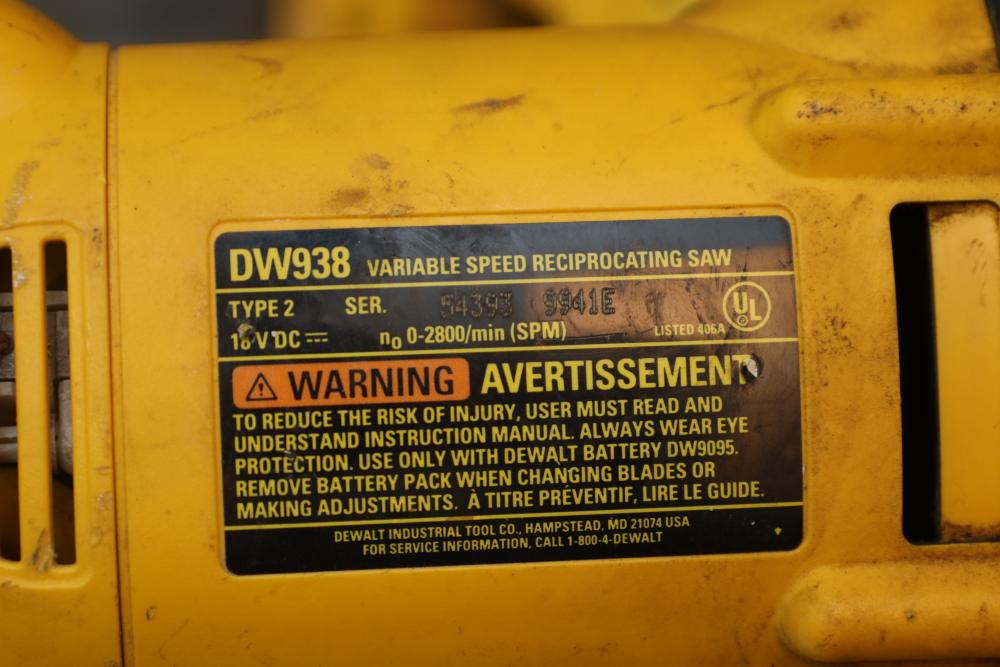 DW938 VARIABLE SPEED RECIPROCATING SAW
TYPE 2 SER. 54393 9941E
18 V DC n₀ 0-2800/min (SPM) LISTED 406A UL
WARNING AVERTISSEMENT
TO REDUCE THE RISK OF INJURY, USER MUST READ AND
UNDERSTAND INSTRUCTION MANUAL. ALWAYS WEAR EYE
PROTECTION. USE ONLY WITH DEWALT BATTERY DW9095.
REMOVE BATTERY PACK WHEN CHANGING BLADES OR
MAKING ADJUSTMENTS. À TITRE PRÉVENTIF, LIRE LE GUIDE.
DEWALT INDUSTRIAL TOOL CO., HAMPSTEAD, MD 21074 USA
FOR SERVICE INFORMATION, CALL 1-800-4-DEWALT